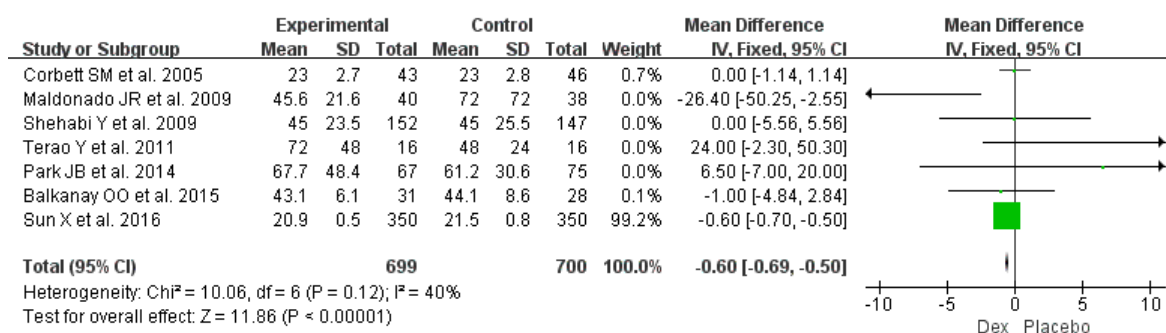 Experimental Control Mean Difference Mean Difference
Study or Subgroup Mean SD Total Mean SD Total Weight IV, Fixed, 95% CI IV, Fixed, 95% CI
Corbett SM et al. 2005 23 2.7 43 23 2.8 46 0.7% 0.00 [-1.14, 1.14]
Maldonado JR et al. 2009 45.6 21.6 40 72 72 38 0.0% -26.40 [-50.25, -2.55]
Shehabi Y et al. 2009 45 23.5 152 45 25.5 147 0.0% 0.00 [-5.56, 5.56]
Terao Y et al. 2011 72 48 16 48 24 16 0.0% 24.00 [-2.30, 50.30]
Park JB et al. 2014 67.7 48.4 67 61.2 30.6 75 0.0% 6.50 [-7.00, 20.00]
Balkanay OO et al. 2015 43.1 6.1 31 44.1 8.6 28 0.1% -1.00 [-4.84, 2.84]
Sun X et al. 2016 20.9 0.5 350 21.5 0.8 350 99.2% -0.60 [-0.70, -0.50]
Total (95% CI) 699 700 100.0% -0.60 [-0.69, -0.50]
Heterogeneity: Chi² = 10.06, df = 6 (P = 0.12); I² = 40%
Test for overall effect: Z = 11.86 (P < 0.00001)
-10 -5 0 5 10
Dex Placebo